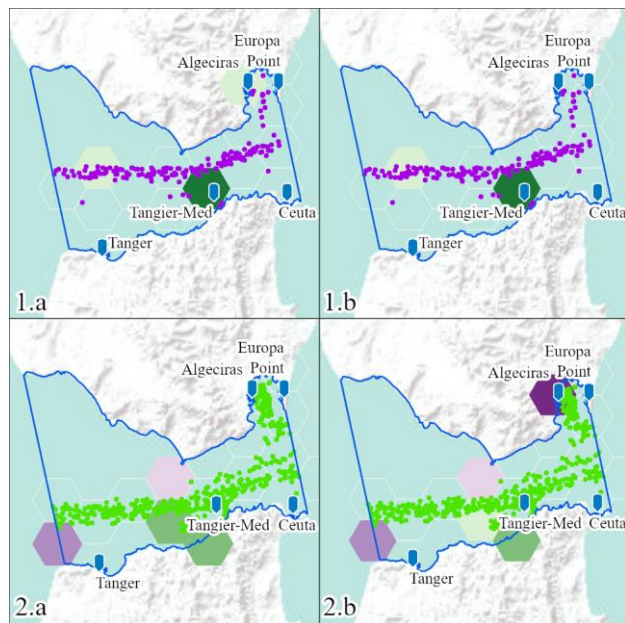 Europa
Algeciras Point
Tangier-Med
Ceuta
Tanger
1.a
Europa
Algeciras Point
Tangier-Med
Ceuta
Tanger
1.b
Europa
Algeciras Point
Tangier-Med
Ceuta
Tanger
2.a
Europa
Algeciras Point
Tangier-Med
Ceuta
Tanger
2.b